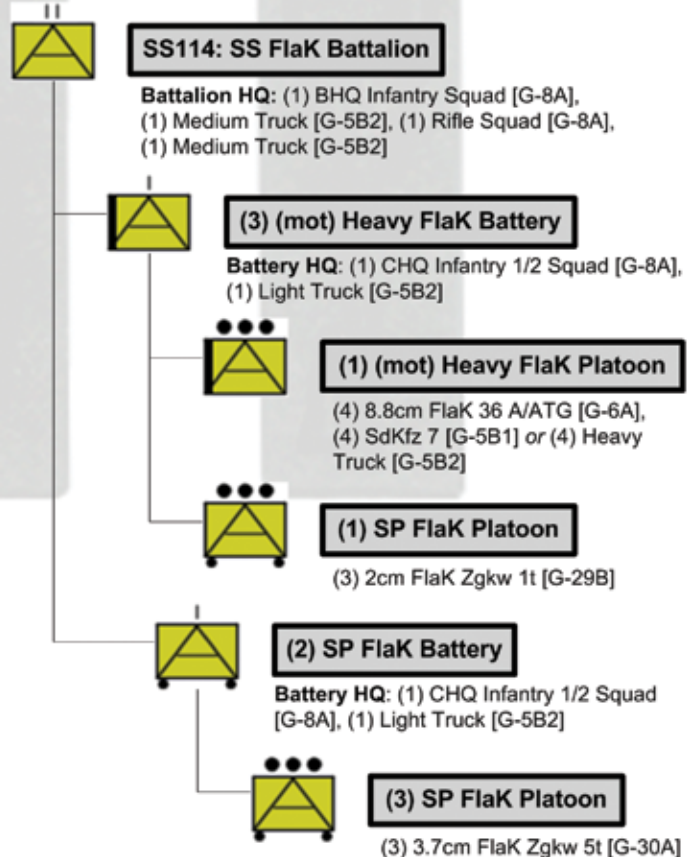 SS114: SS FlaK Battalion
Battalion HQ: (1) BHQ Infantry Squad [G-8A],
(1) Medium Truck [G-5B2], (1) Rifle Squad [G-8A],
(1) Medium Truck [G-5B2]
(3) (mot) Heavy FlaK Battery
Battery HQ: (1) CHQ Infantry 1/2 Squad [G-8A],
(1) Light Truck [G-5B2]
(1) (mot) Heavy FlaK Platoon
(4) 8.8cm FlaK 36 A/ATG [G-6A],
(4) SdKfz 7 [G-5B1] or (4) Heavy
Truck [G-5B2]
(1) SP FlaK Platoon
(3) 2cm FlaK Zgkw 1t [G-29B]
(2) SP FlaK Battery
Battery HQ: (1) CHQ Infantry 1/2 Squad
[G-8A], (1) Light Truck [G-5B2]
(3) SP FlaK Platoon
(3) 3.7cm FlaK Zgkw 5t [G-30A]